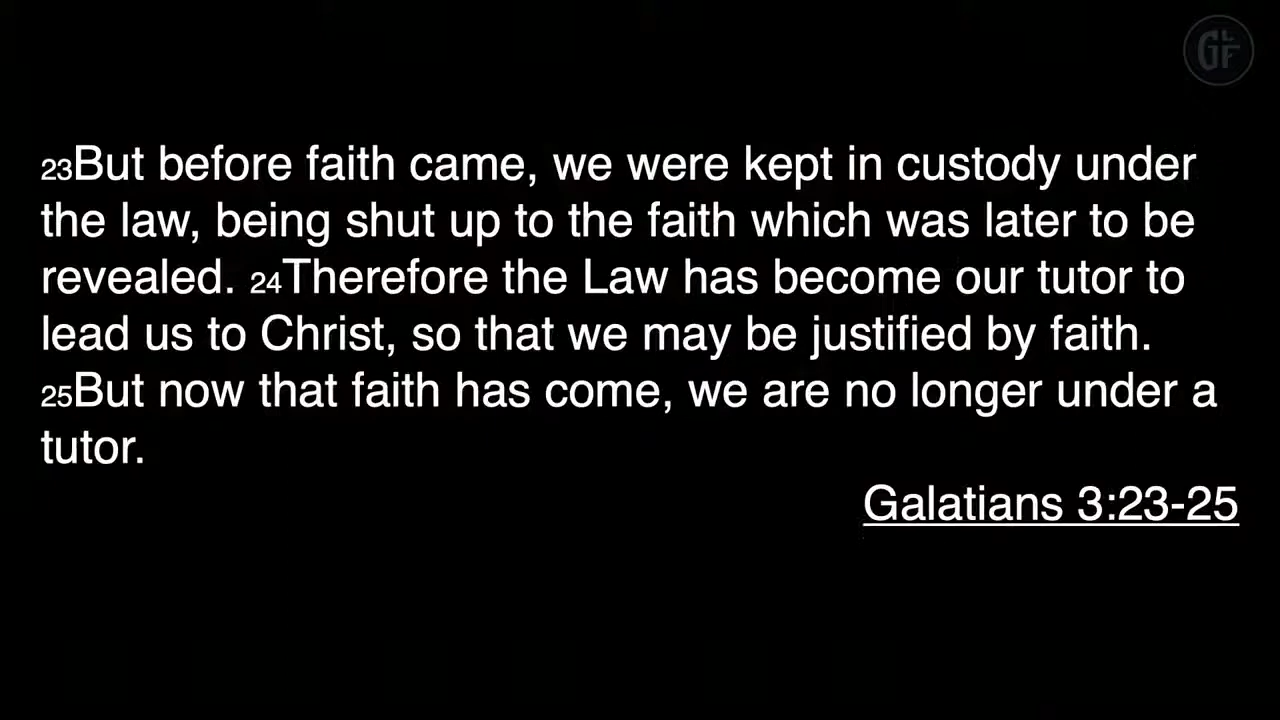 GF
23But before faith came, we were kept in custody under
the law, being shut up to the faith which was later to be
revealed. 24Therefore the Law has become our tutor to
lead us to Christ, so that we may be justified by faith.
25But now that faith has come, we are no longer under a
tutor.
Galatians 3:23-25